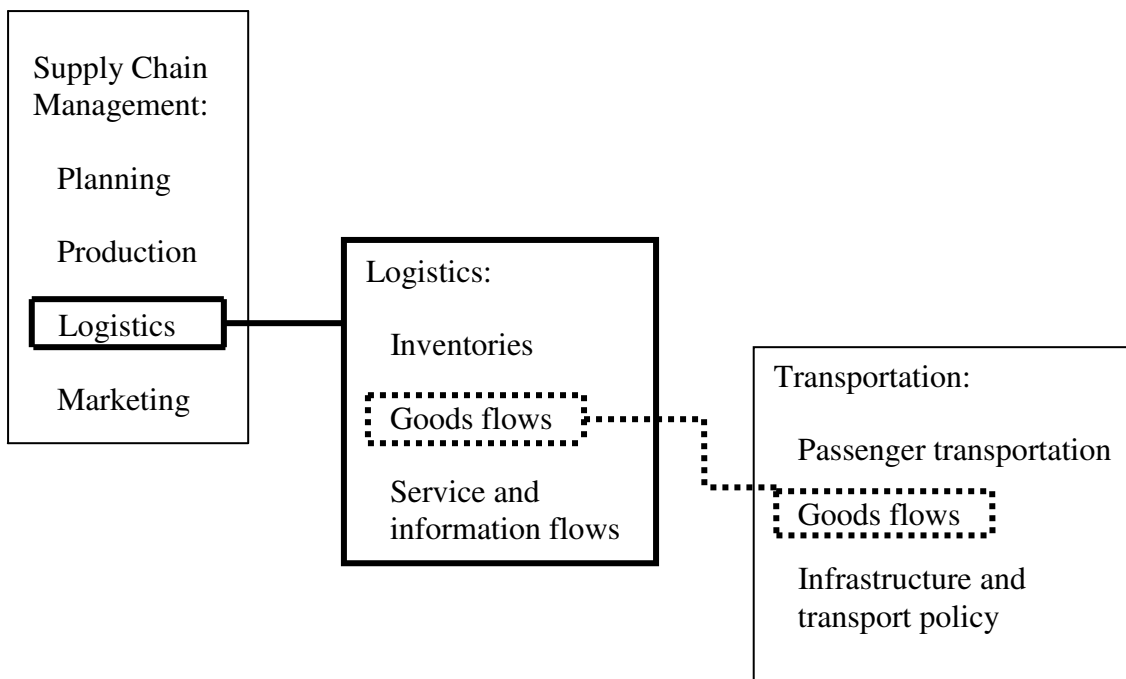 Supply Chain
Management:
Planning
Production
Logistics
Marketing
Logistics:
Inventories
Goods flows
Service and
information flows
Transportation:
Passenger transportation
Goods flows
Infrastructure and
transport policy